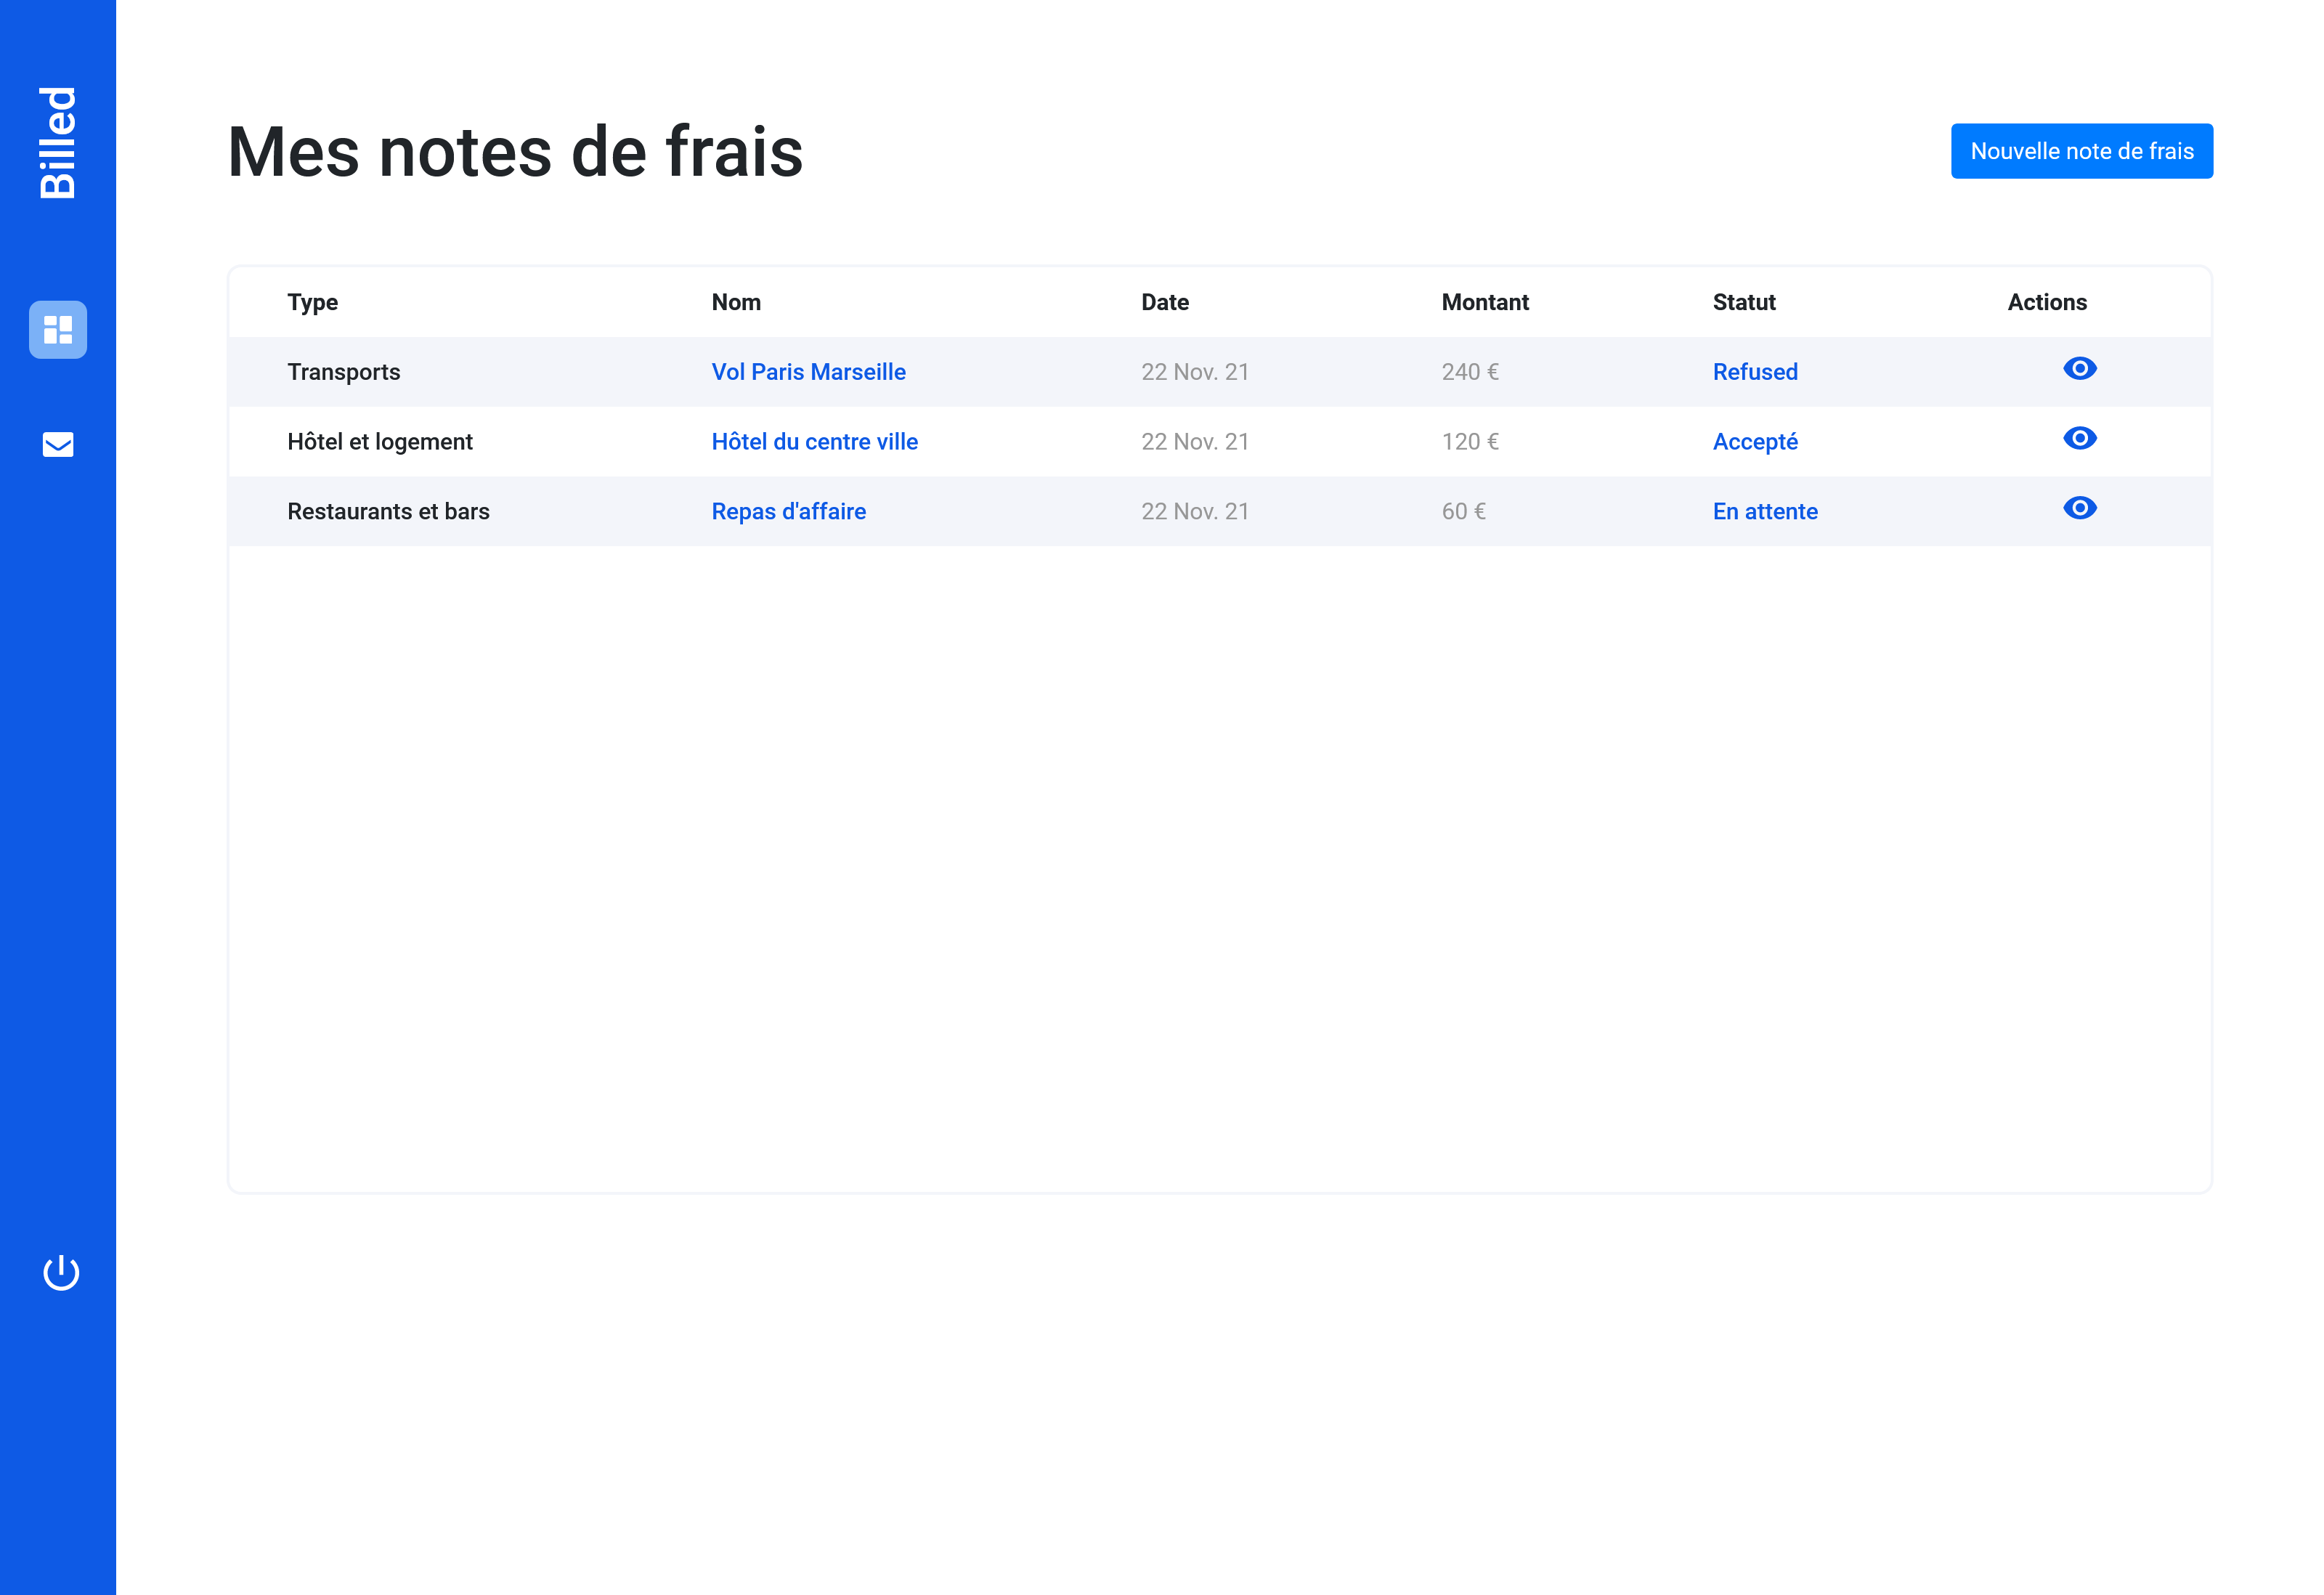 Billed
Mes notes de frais
Nouvelle note de frais
Type Nom Date Montant Statut Actions
Transports Vol Paris Marseille 22 Nov. 21 240 € Refused
Hôtel et logement Hôtel du centre ville 22 Nov. 21 120 € Accepté
Restaurants et bars Repas d'affaire 22 Nov. 21 60 € En attente